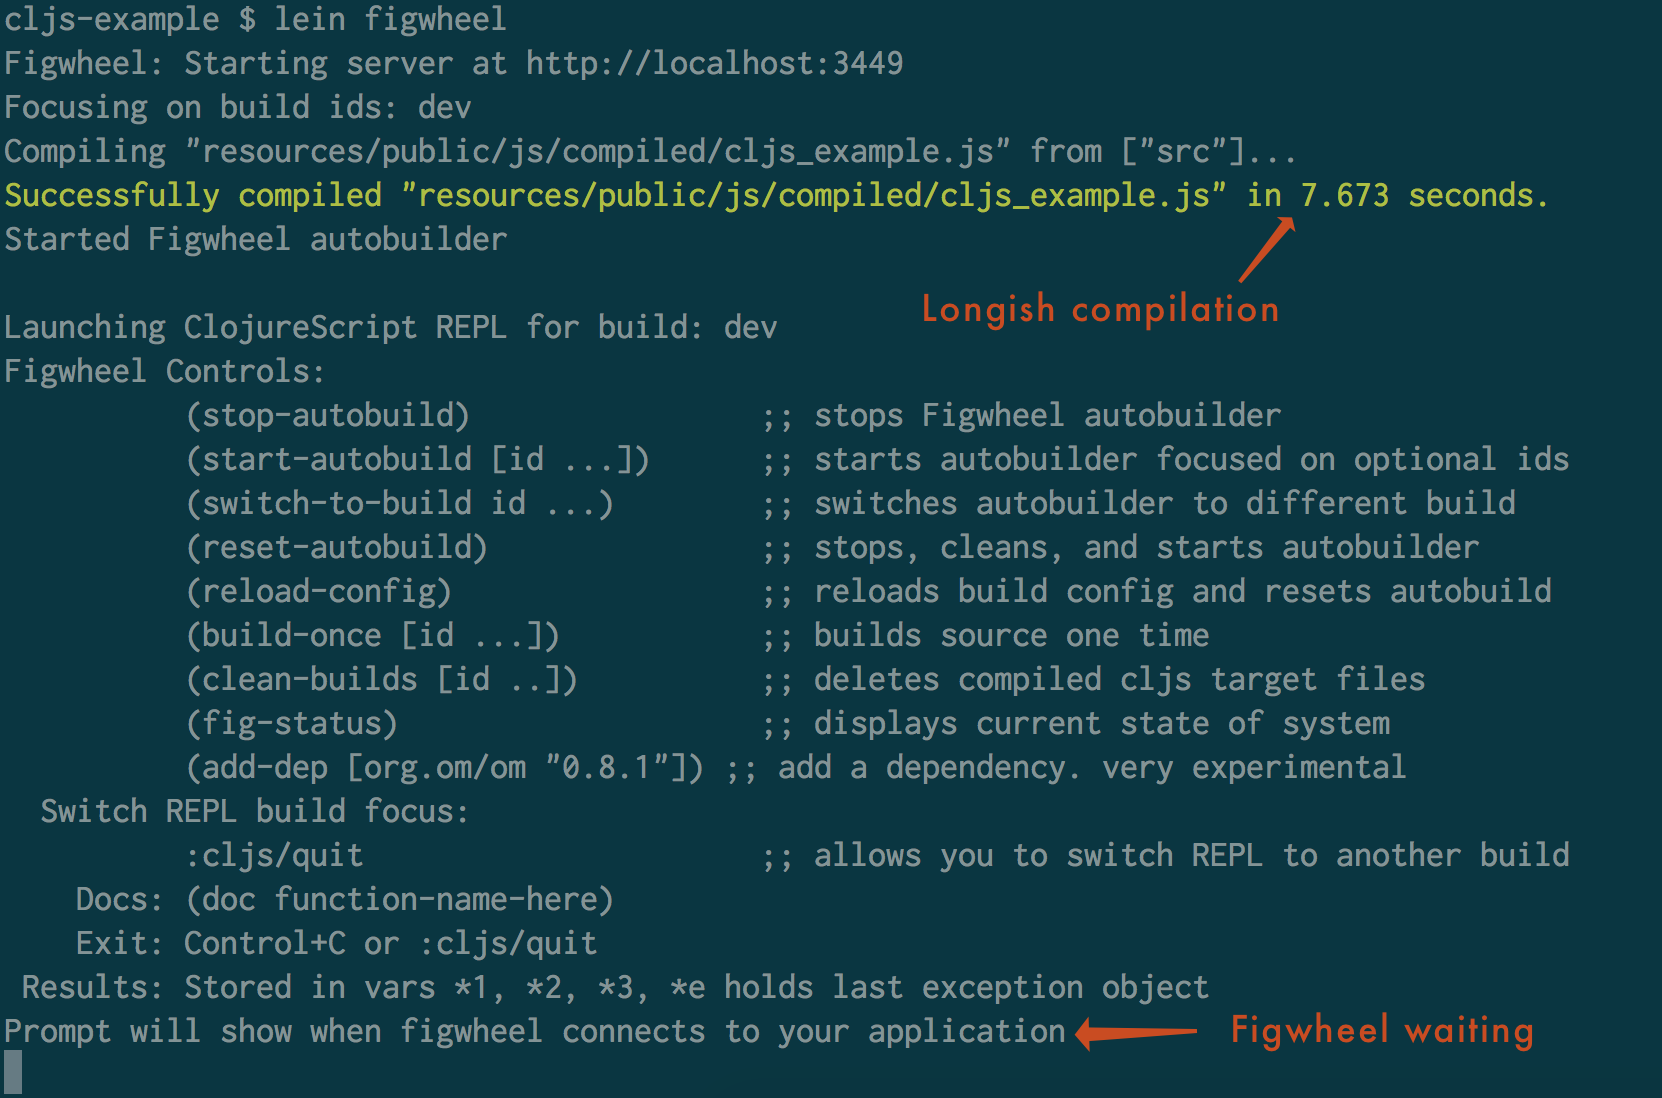 cljs-example $ lein figwheel
Figwheel: Starting server at http://localhost:3449
Focusing on build ids: dev
Compiling "resources/public/js/compiled/cljs_example.js" from ["src"]...
Successfully compiled "resources/public/js/compiled/cljs_example.js" in 7.673 seconds.
Started Figwheel autobuilder
Longish compilation
Launching ClojureScript REPL for build: dev
Figwheel Controls:
(stop-autobuild) ;; stops Figwheel autobuilder
(start-autobuild [id ...]) ;; starts autobuilder focused on optional ids
(switch-to-build id ...) ;; switches autobuilder to different build
(reset-autobuild) ;; stops, cleans, and starts autobuilder
(reload-config) ;; reloads build config and resets autobuild
(build-once [id ...]) ;; builds source one time
(clean-builds [id ..]) ;; deletes compiled cljs target files
(fig-status) ;; displays current state of system
(add-dep [org.om/om "0.8.1"]) ;; add a dependency. very experimental
Switch REPL build focus:
:cljs/quit ;; allows you to switch REPL to another build
Docs: (doc function-name-here)
Exit: Control+C or :cljs/quit
Results: Stored in vars *1, *2, *3, *e holds last exception object
Prompt will show when figwheel connects to your application
Figwheel waiting